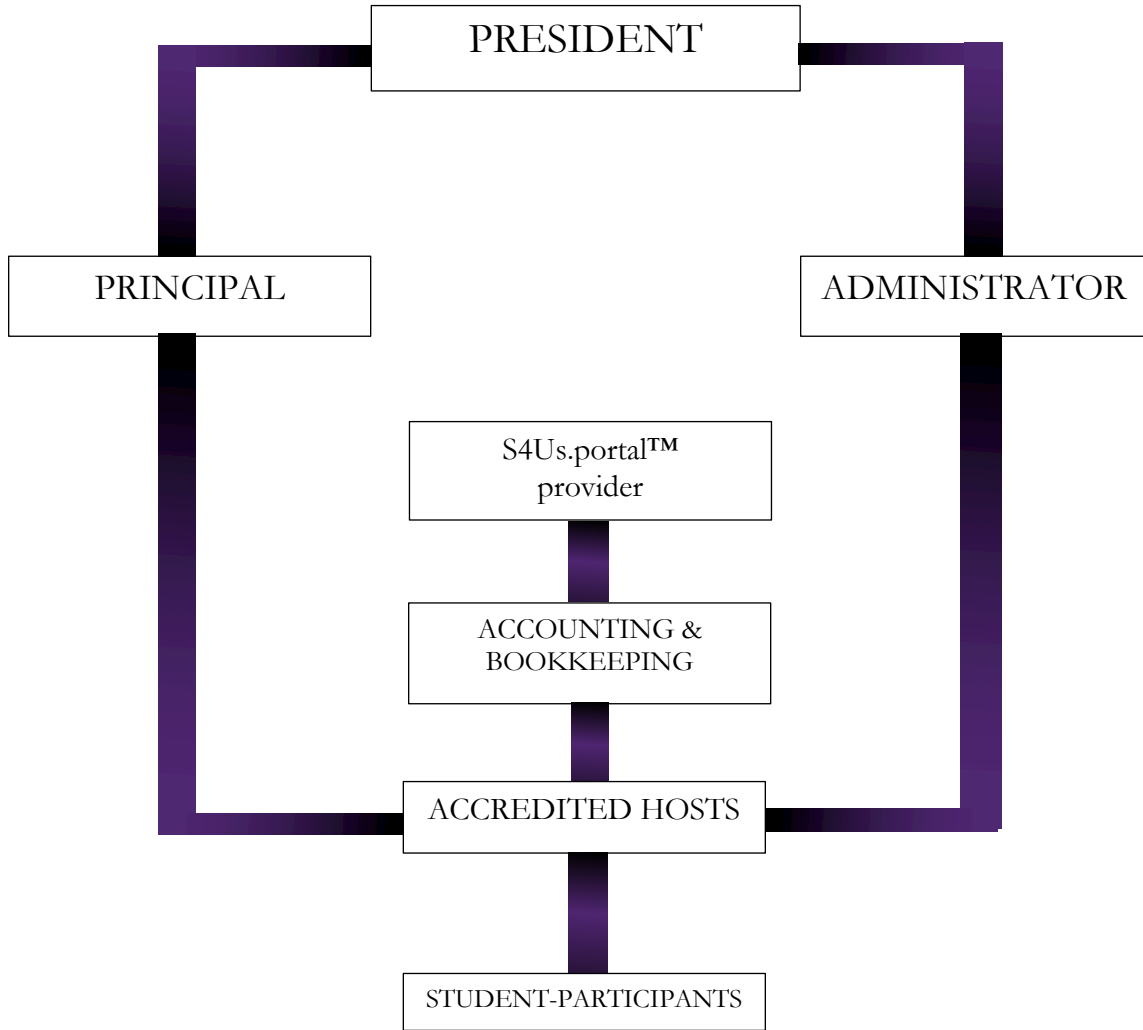 PRESIDENT
PRINCIPAL
ADMINISTRATOR
S4Us.portal™
provider
ACCOUNTING &
BOOKKEEPING
ACCREDITED HOSTS
STUDENT-PARTICIPANTS